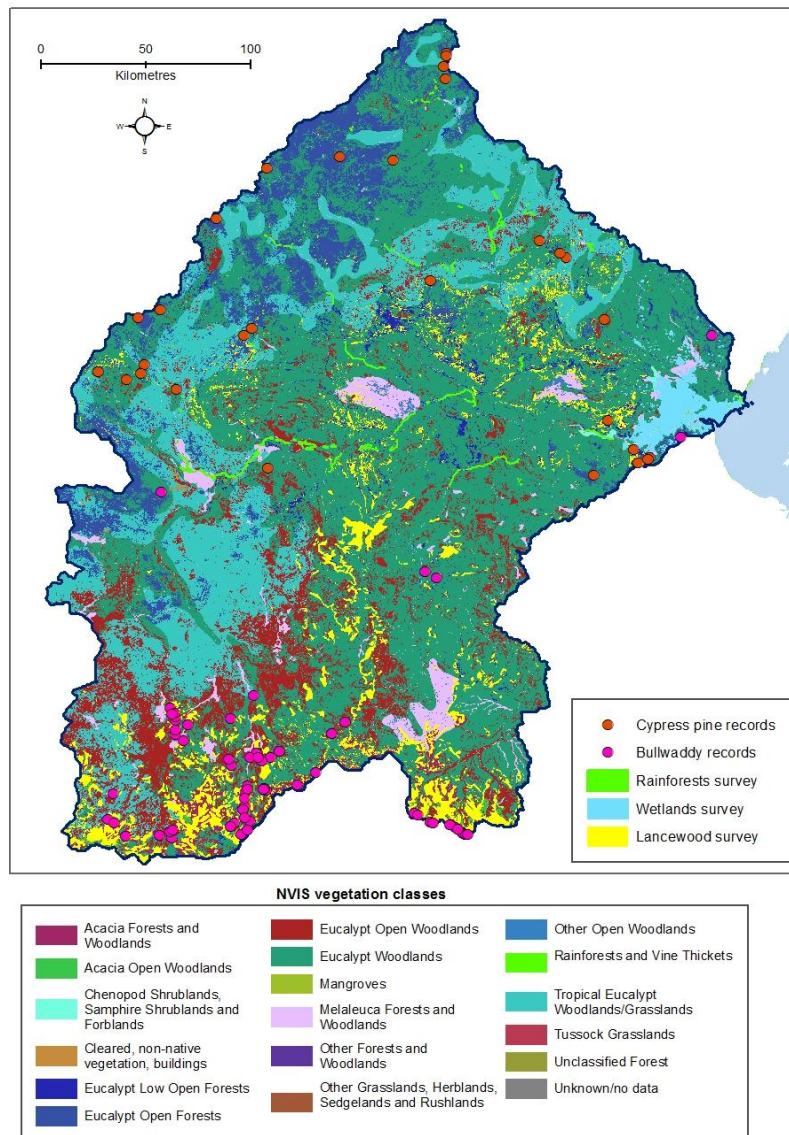 0 50 100
Kilometres
N
W E
S
Cypress pine records
Bullwaddy records
Rainforests survey
Wetlands survey
Lancewood survey
NVIS vegetation classes
Acacia Forests and
Woodlands
Acacia Open Woodlands
Chenopod Shrublands,
Samphire Shrublands and
Forblands
Cleared, non-native
vegetation, buildings
Eucalypt Low Open Forests
Eucalypt Open Forests
Eucalypt Open Woodlands
Eucalypt Woodlands
Mangroves
Melaleuca Forests and
Woodlands
Other Forests and
Woodlands
Other Grasslands, Herblands,
Sedgelands and Rushlands
Other Open Woodlands
Rainforests and Vine Thickets
Tropical Eucalypt
Woodlands/Grasslands
Tussock Grasslands
Unclassified Forest
Unknown/no data